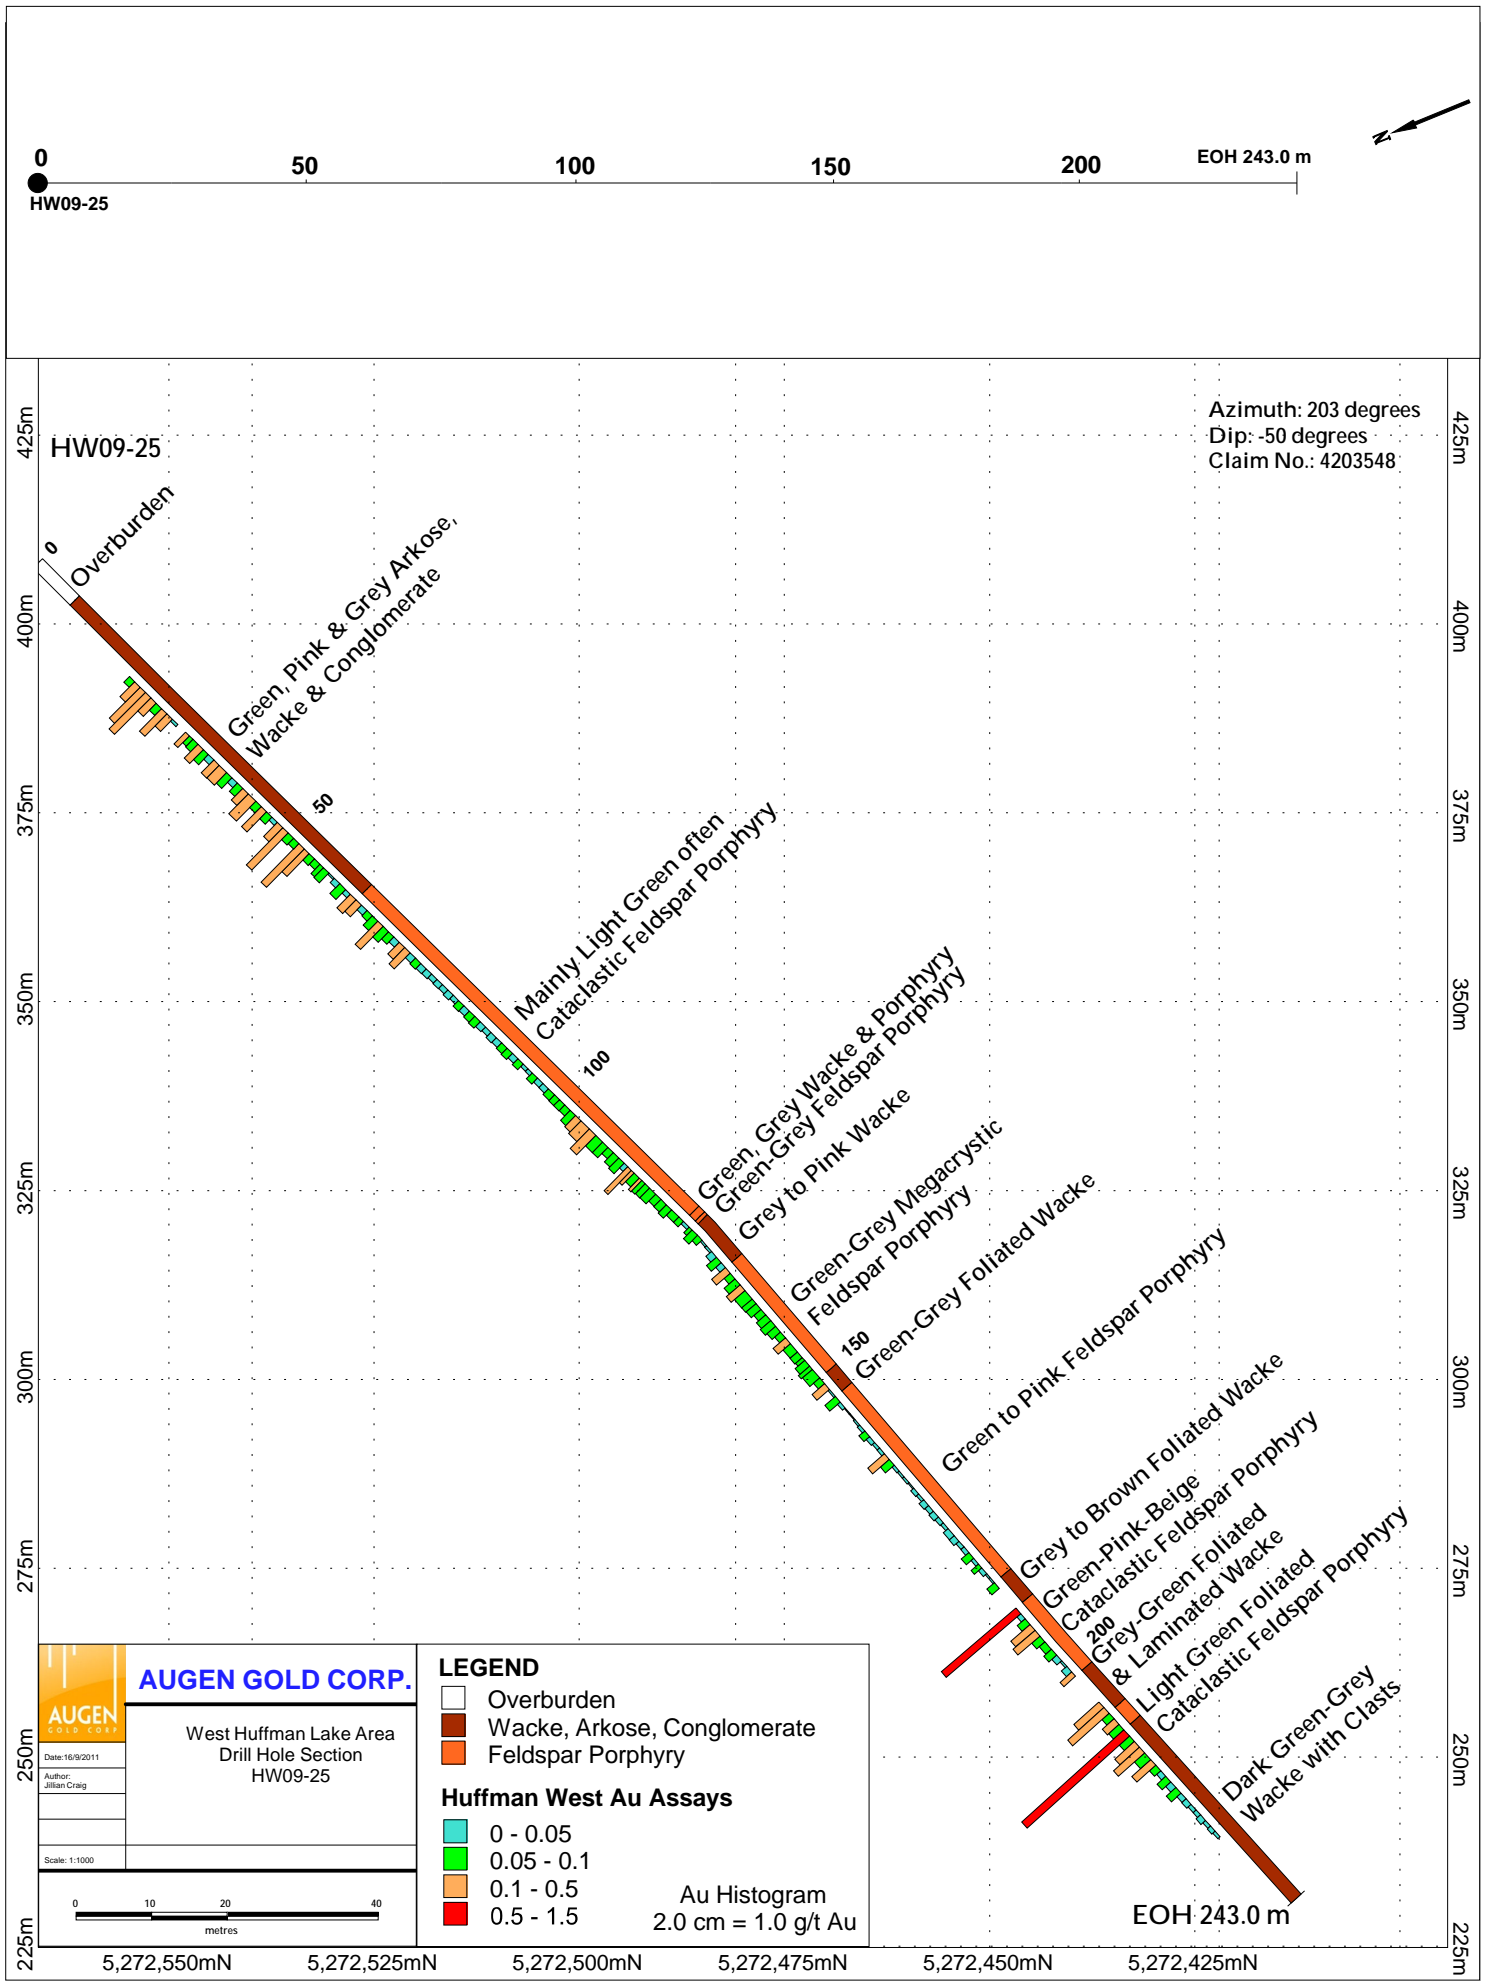 0
50
100
150
200
EOH 243.0 m
N
HW09-25
Azimuth: 203 degrees
Dip: -50 degrees
Claim No.: 4203548
HW09-25
425m
400m
375m
350m
325m
300m
275m
250m
225m
425m
400m
375m
350m
325m
300m
275m
250m
225m
0
Overburden
Green, Pink & Grey Arkose,
Wacke & Conglomerate
50
Mainly Light Green often
Cataclastic Feldspar Porphyry
100
Green, Grey Wacke & Porphyry
Green-Grey Feldspar Porphyry
Grey to Pink Wacke
Green-Grey Megacrystic
Feldspar Porphyry
150
Green-Grey Foliated Wacke
Green to Pink Feldspar Porphyry
Grey to Brown Foliated Wacke
Green-Pink-Beige
Cataclastic Feldspar Porphyry
200
Grey-Green Foliated
& Laminated Wacke
Light Green Foliated
Cataclastic Feldspar Porphyry
Dark Green-Grey
Wacke with Clasts
EOH 243.0 m
AUGEN
GOLD CORP
AUGEN GOLD CORP.
West Huffman Lake Area
Drill Hole Section
HW09-25
Date:16/9/2011
Author:
Jillian Craig
Scale: 1:1000
0 10 20 40
metres
LEGEND
Overburden
Wacke, Arkose, Conglomerate
Feldspar Porphyry
Huffman West Au Assays
0 - 0.05
0.05 - 0.1
0.1 - 0.5
0.5 - 1.5
Au Histogram
2.0 cm = 1.0 g/t Au
5,272,550mN
5,272,525mN
5,272,500mN
5,272,475mN
5,272,450mN
5,272,425mN